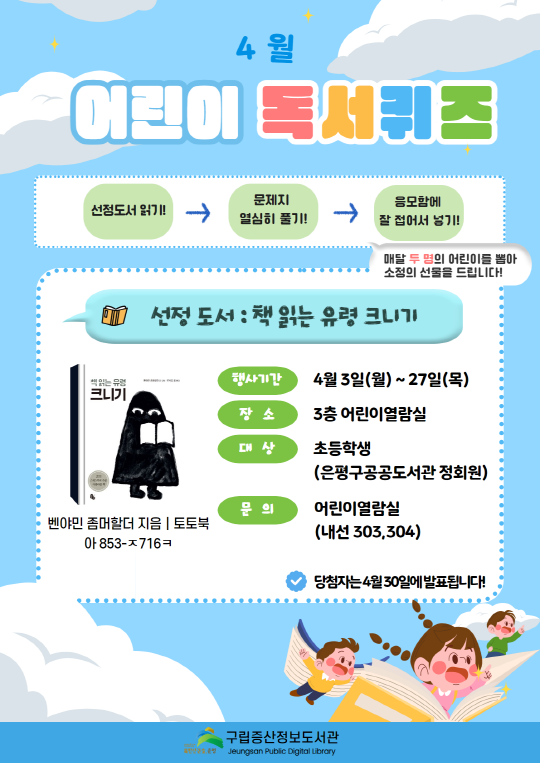 4 월
어린이 독서퀴즈
선정도서 읽기!
문제지
열심히 풀기!
응모함에
잘 접어서 넣기!
매달 두 명의 어린이들 뽑아
소정의 선물을 드립니다!
선정 도서 : 책 읽는 유령 크니기
책 읽는 유령
크니기
행사기간
4월 3일(월) ~ 27일(목)
장 소
3층 어린이열람실
대 상
초등학생
(은평구공공도서관 정회원)
문 의
어린이열람실
(내선 303,304)
벤야민 좀머할더 지음 | 토토북
아 853-ㅈ716ㅋ
당첨자는 4월 30일에 발표됩니다!
구립증산정보도서관
Jeungsan Public Digital Library